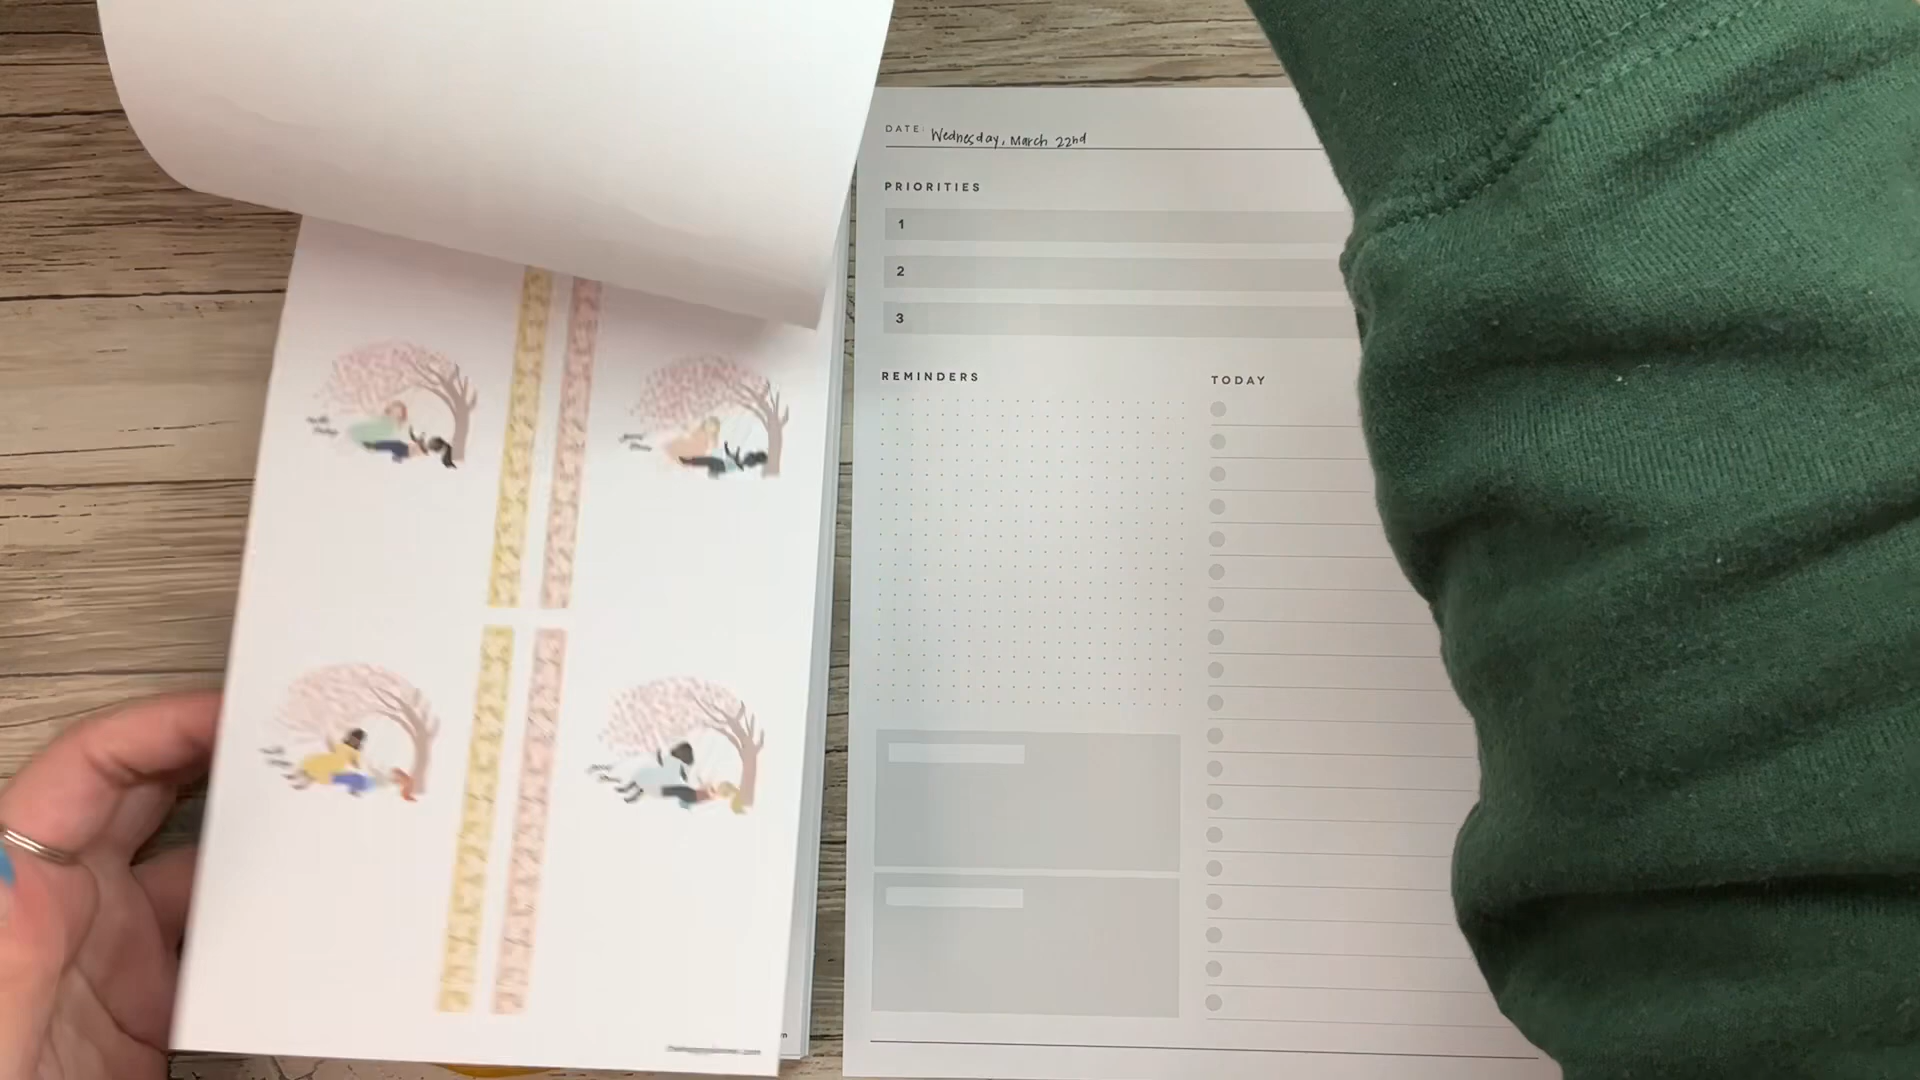 DATE: Wednesday, March 22nd
PRIORITIES
1
2
3
REMINDERS
TODAY